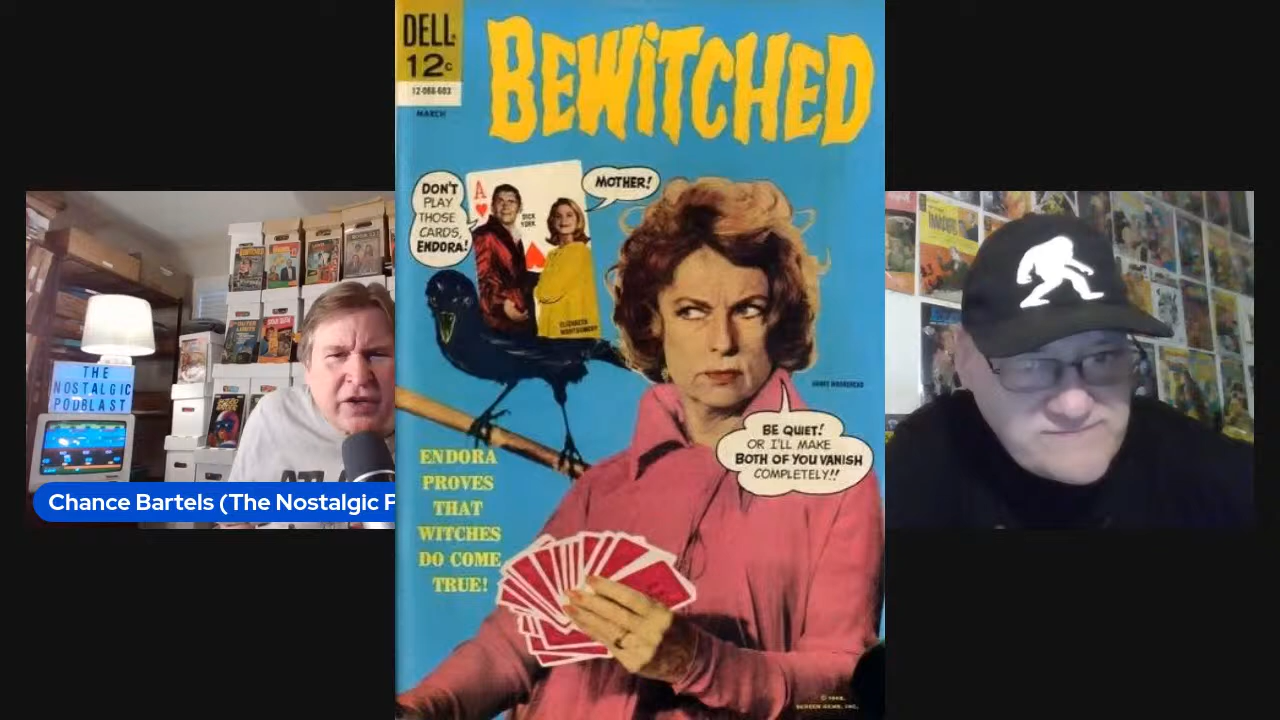 DELL
12c
12-068-603
MARCH
BEWITCHED
DON'T
PLAY
THOSE
CARDS,
ENDORA!
MOTHER!
A
DICK
YORK
ELIZABETH
MONTGOMERY
AGNES MOOREHEAD
BE QUIET!
OR I'LL MAKE
BOTH OF YOU VANISH
COMPLETELY!!
ENDORA
PROVES
THAT
WITCHES
DO COME
TRUE!
SCREEN GEMS, INC.
THE
NOSTALGIC
PODBLAST
Chance Bartels (The Nostalgic P